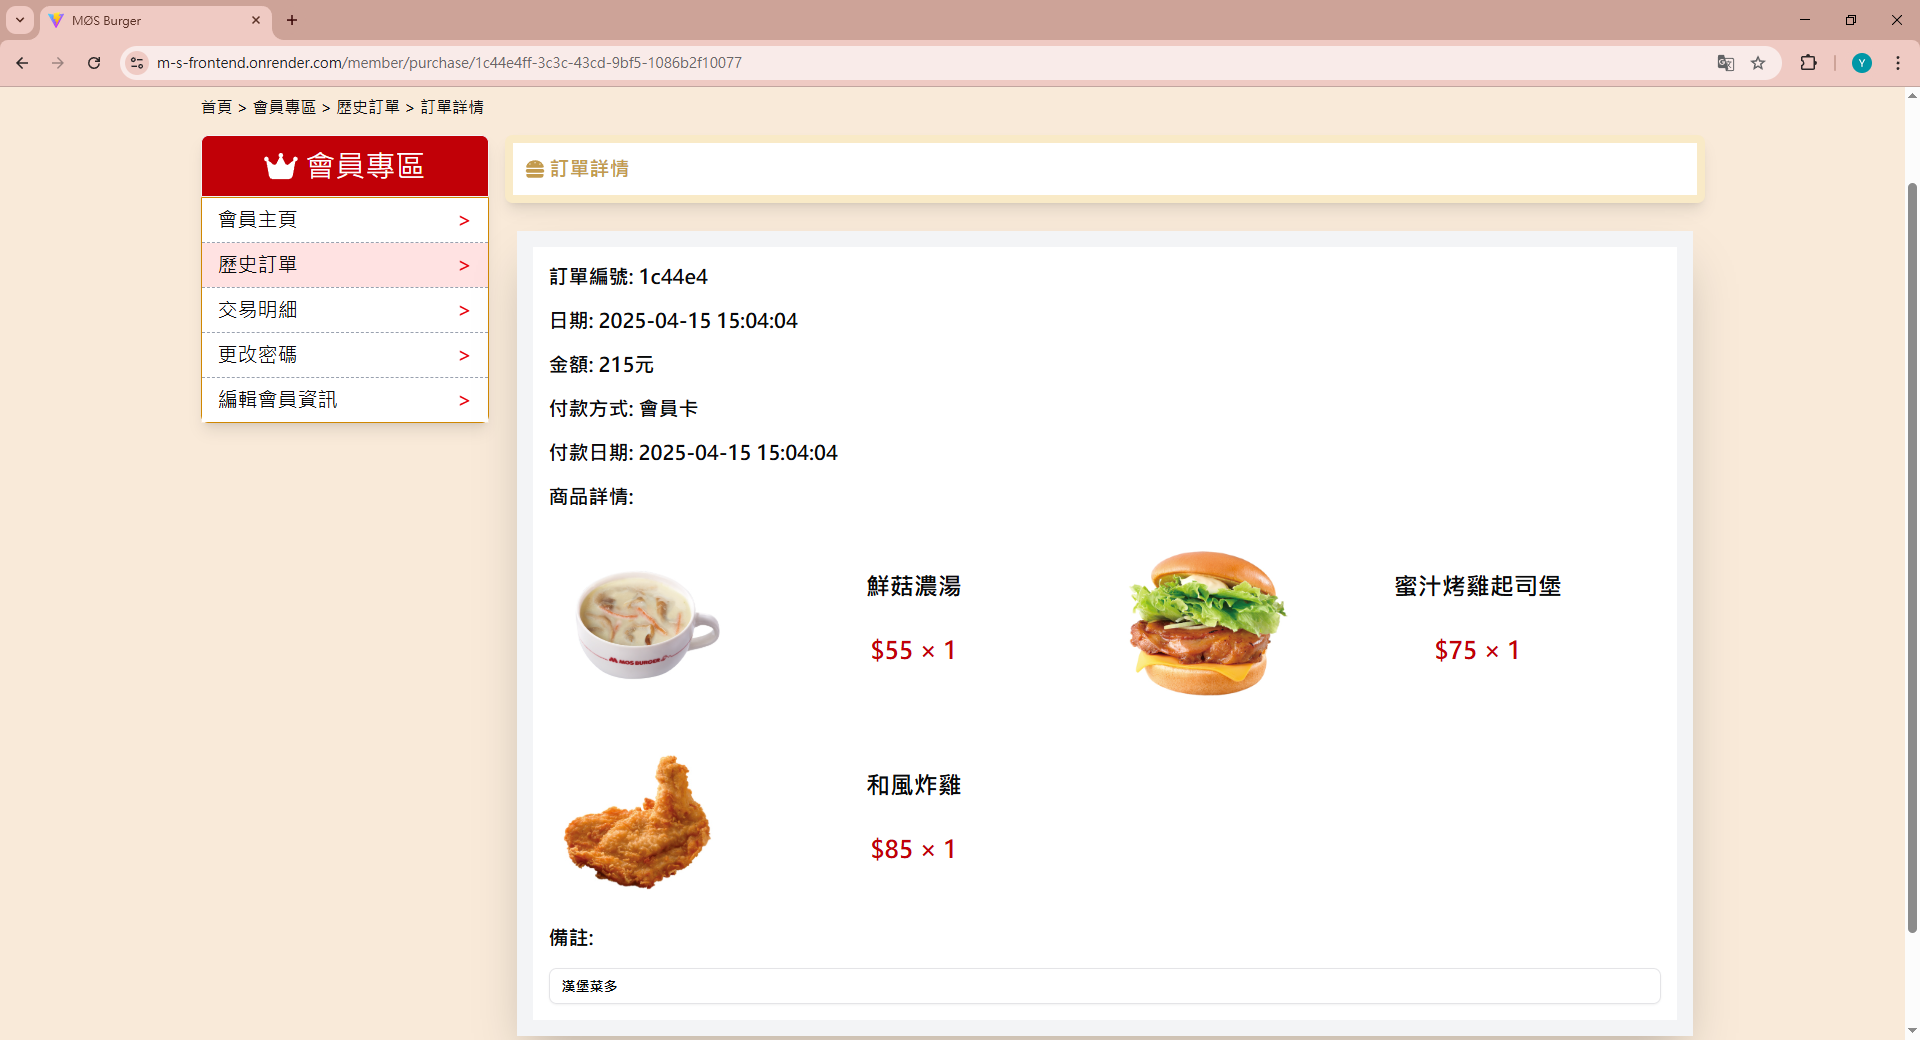 MØS Burger
m-s-frontend.onrender.com/member/purchase/1c44e4ff-3c3c-43cd-9bf5-1086b2f10077
Y
首頁 > 會員專區 > 歷史訂單 > 訂單詳情
會員專區
會員主頁 >
歷史訂單 >
交易明細 >
更改密碼 >
編輯會員資訊 >
訂單詳情
訂單編號: 1c44e4
日期: 2025-04-15 15:04:04
金額: 215元
付款方式: 會員卡
付款日期: 2025-04-15 15:04:04
商品詳情:
MOS BURGER
鮮菇濃湯
$55 × 1
蜜汁烤雞起司堡
$75 × 1
和風炸雞
$85 × 1
備註:
漢堡菜多